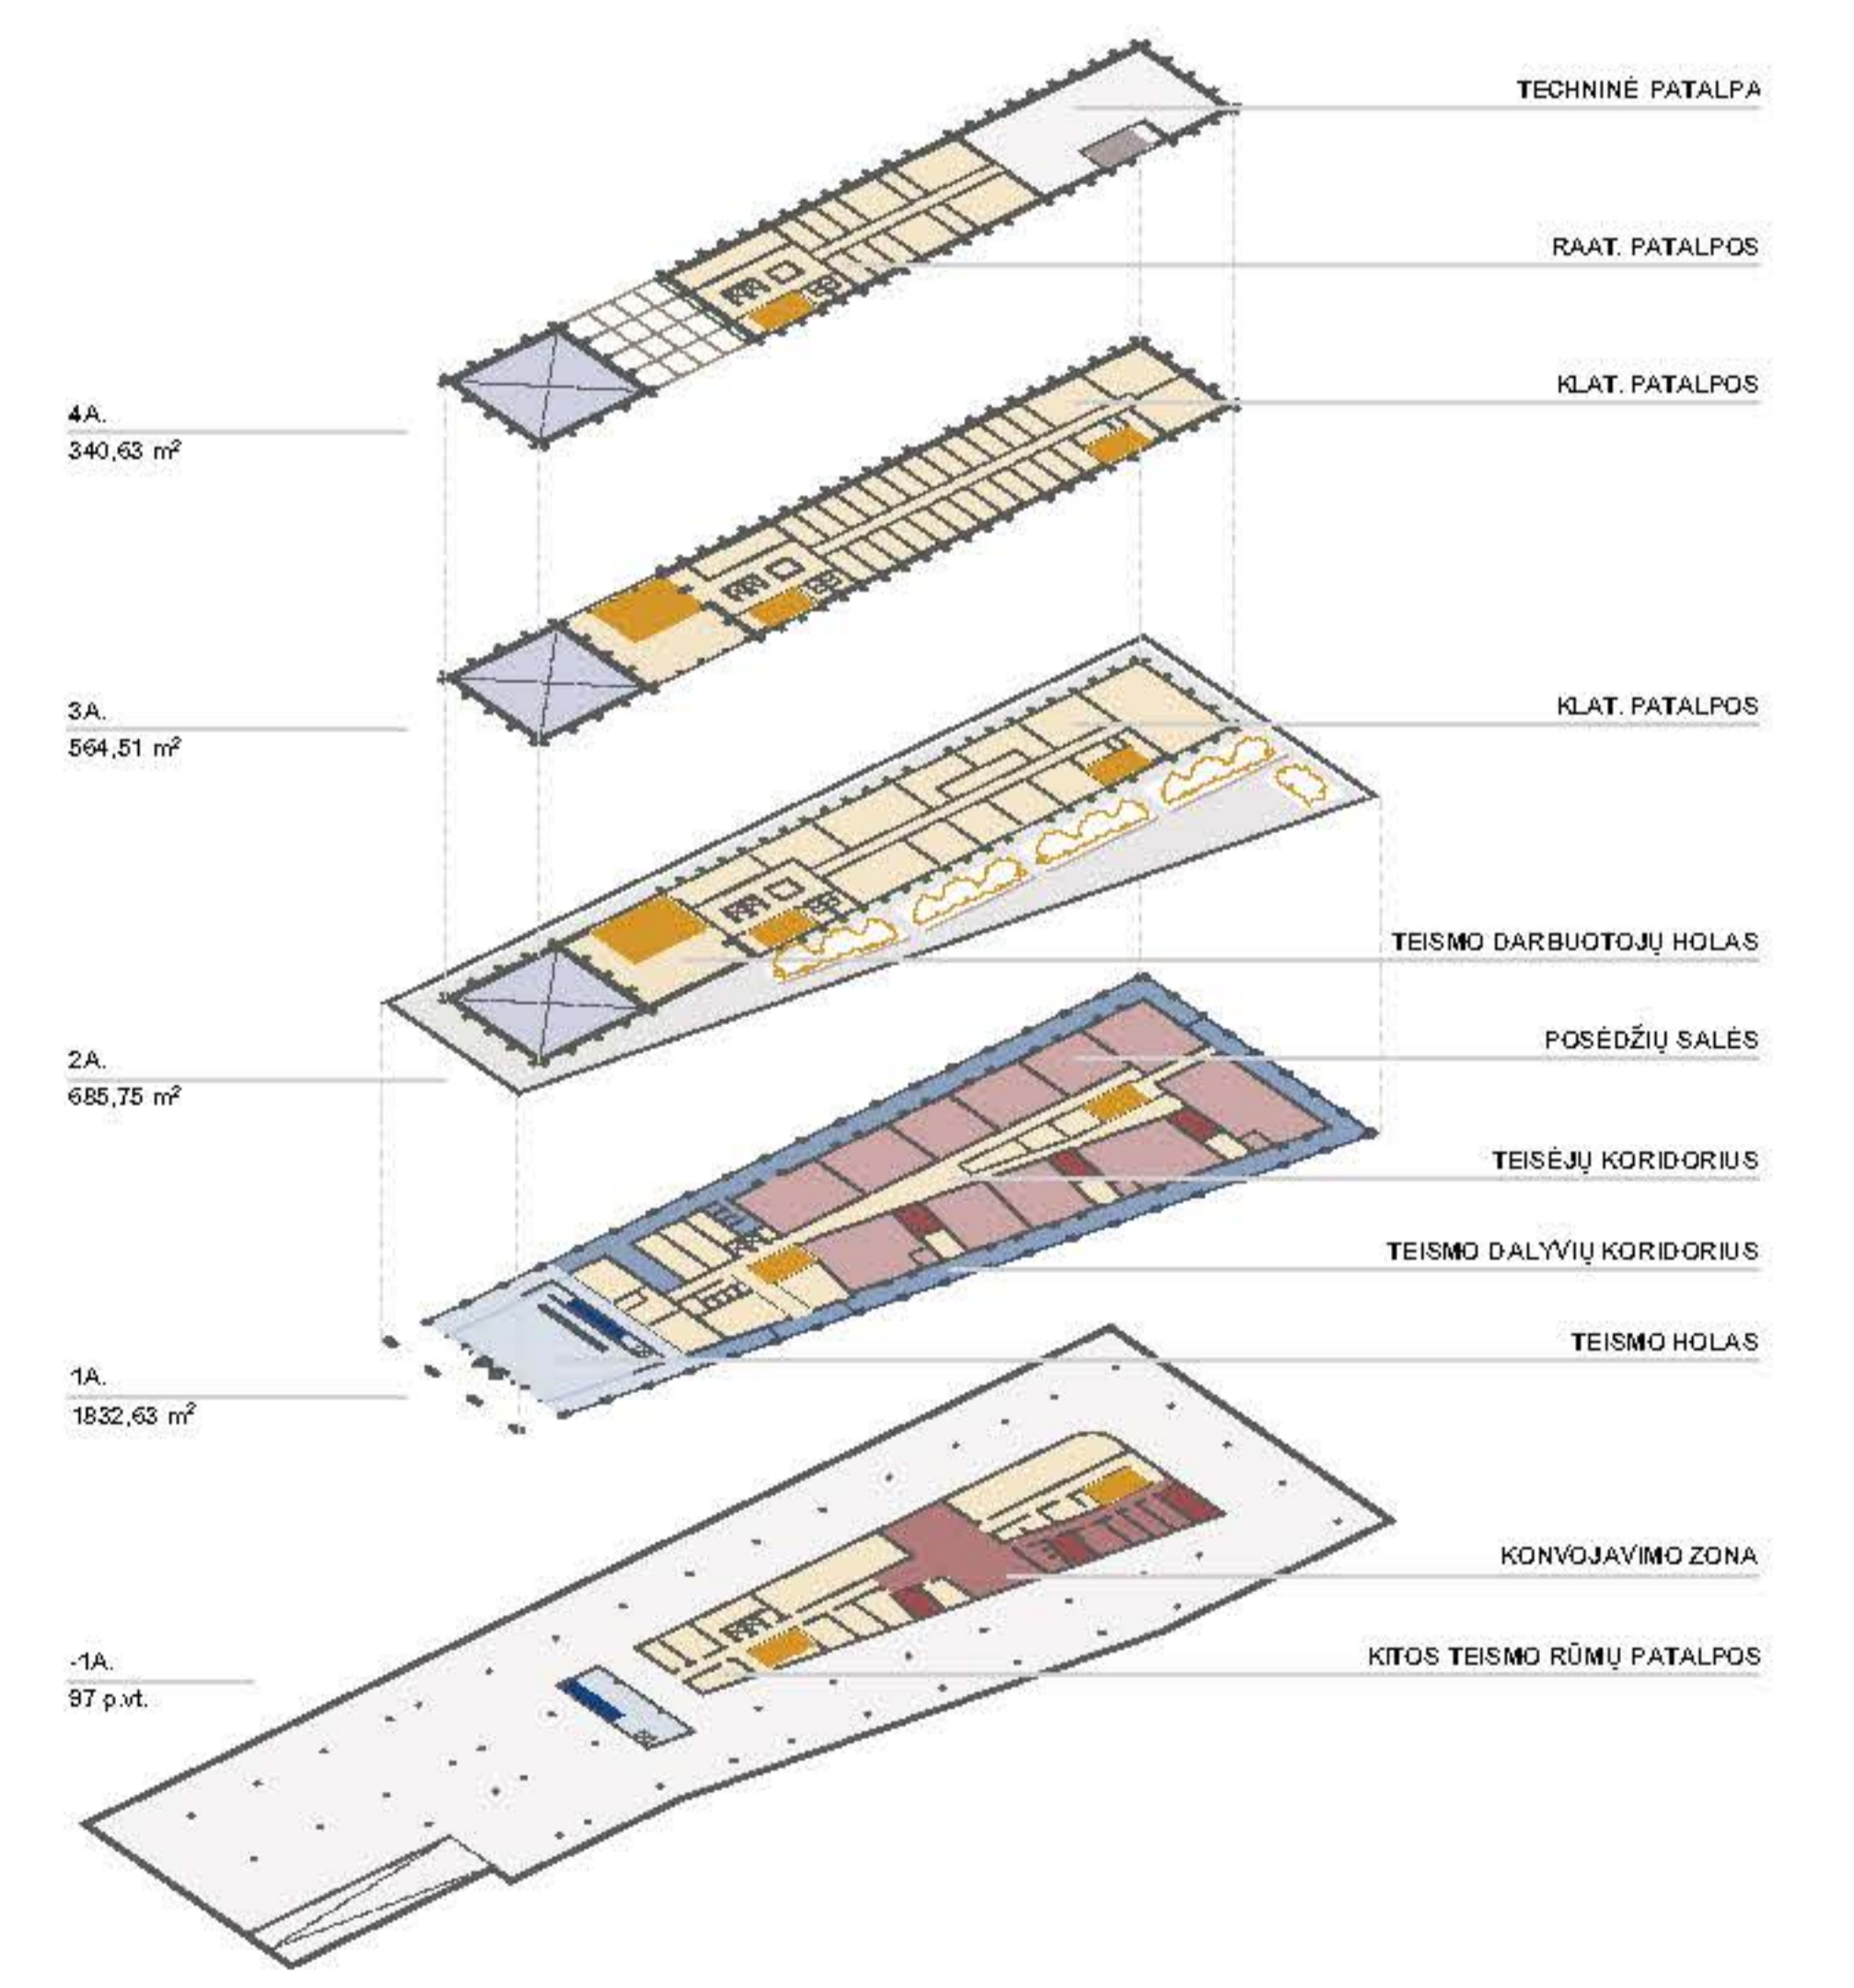 TECHNINĖ PATALPA
RAAT. PATALPOS
KLAT. PATALPOS
4A.
340,63 m²
KLAT. PATALPOS
3A.
564,51 m²
TEISMO DARBUOTOJŲ HOLAS
POSĖDŽIŲ SALĖS
2A.
685,75 m²
TEISĖJŲ KORIDORIUS
TEISMO DALYVIŲ KORIDORIUS
TEISMO HOLAS
1A.
1832,63 m²
KONVOJAVIMO ZONA
KITOS TEISMO RŪMŲ PATALPOS
-1A.
97 p.vt.